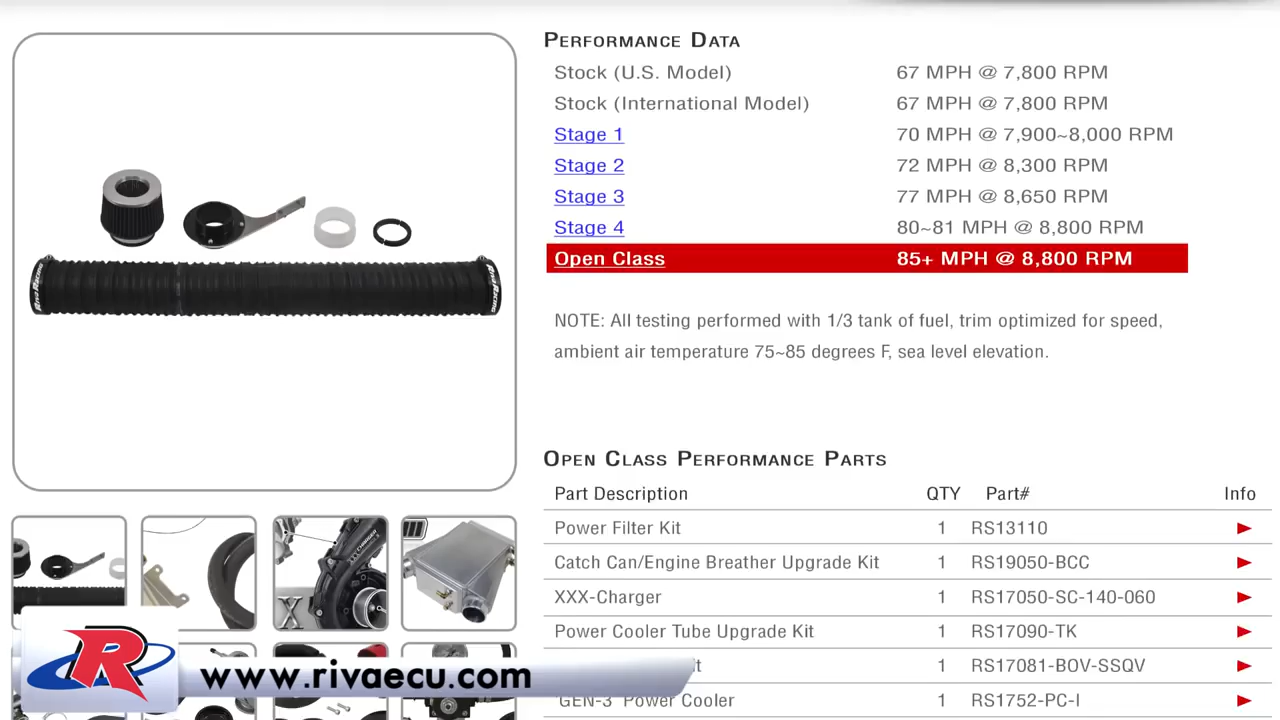 PERFORMANCE DATA
Stock (U.S. Model) 67 MPH @ 7,800 RPM
Stock (International Model) 67 MPH @ 7,800 RPM
Stage 1 70 MPH @ 7,900~8,000 RPM
Stage 2 72 MPH @ 8,300 RPM
Stage 3 77 MPH @ 8,650 RPM
Stage 4 80~81 MPH @ 8,800 RPM
Open Class 85+ MPH @ 8,800 RPM
NOTE: All testing performed with 1/3 tank of fuel, trim optimized for speed,
ambient air temperature 75~85 degrees F, sea level elevation.
OPEN CLASS PERFORMANCE PARTS
Part Description QTY Part# Info
Power Filter Kit 1 RS13110
Catch Can/Engine Breather Upgrade Kit 1 RS19050-BCC
XXX-Charger 1 RS17050-SC-140-060
Power Cooler Tube Upgrade Kit 1 RS17090-TK
1 RS17081-BOV-SSQV
'GEN-3' Power Cooler 1 RS1752-PC-I
Riva Racing
Riva Racing
R
www.rivaecu.com